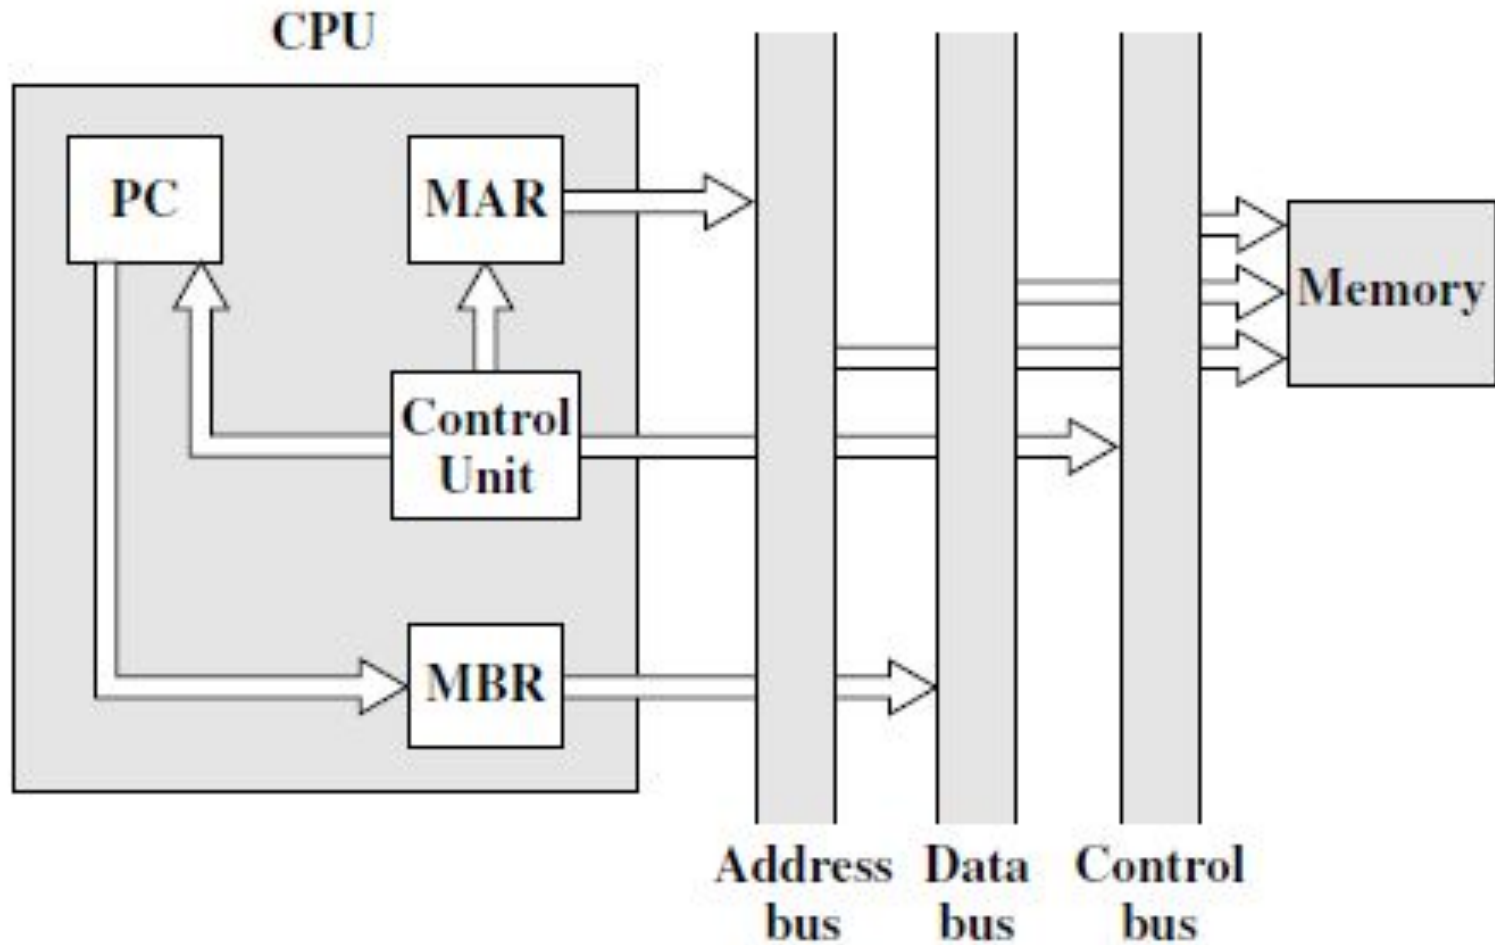 CPU
PC
MAR
Memory
Control
Unit
MBR
Address
bus
Data
bus
Control
bus